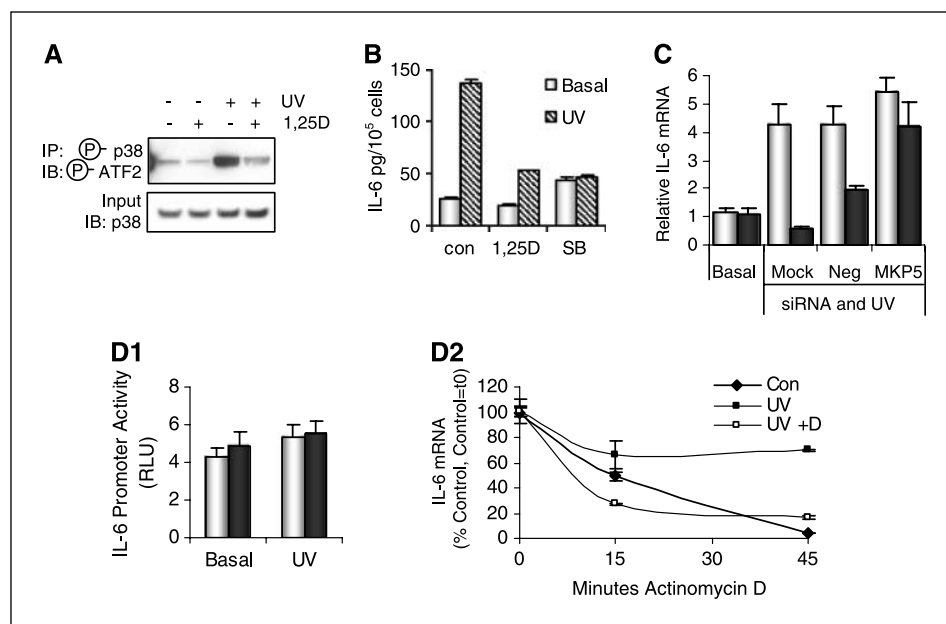 A
- - + + UV
- + - + 1,25D
IP: P - p38
IB: P - ATF2
Input
IB: p38
B
IL-6 pg/10⁵ cells
150
100
50
0
Basal
UV
con 1,25D SB
C
Relative IL-6 mRNA
6
5
4
3
2
1
0
Basal Mock Neg MKP5
siRNA and UV
D1
IL-6 Promoter Activity
(RLU)
8
6
4
2
0
Basal UV
D2
IL-6 mRNA
(% Control, Control=t0)
120
100
80
60
40
20
0
0 15 30 45
Minutes Actinomycin D
Con
UV
UV +D